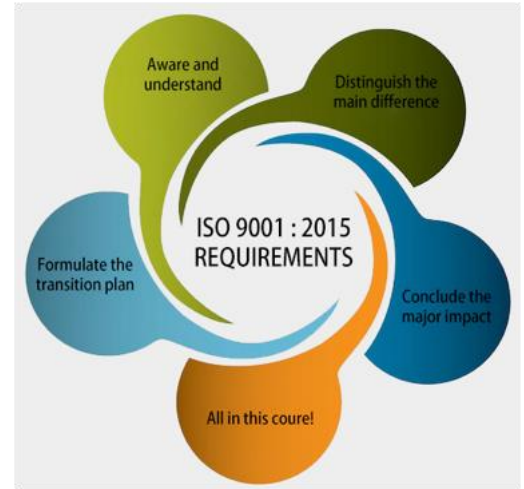 Aware and
understand
Distinguish the
main difference
ISO 9001 : 2015
REQUIREMENTS
Formulate the
transition plan
Conclude the
major impact
All in this coure!